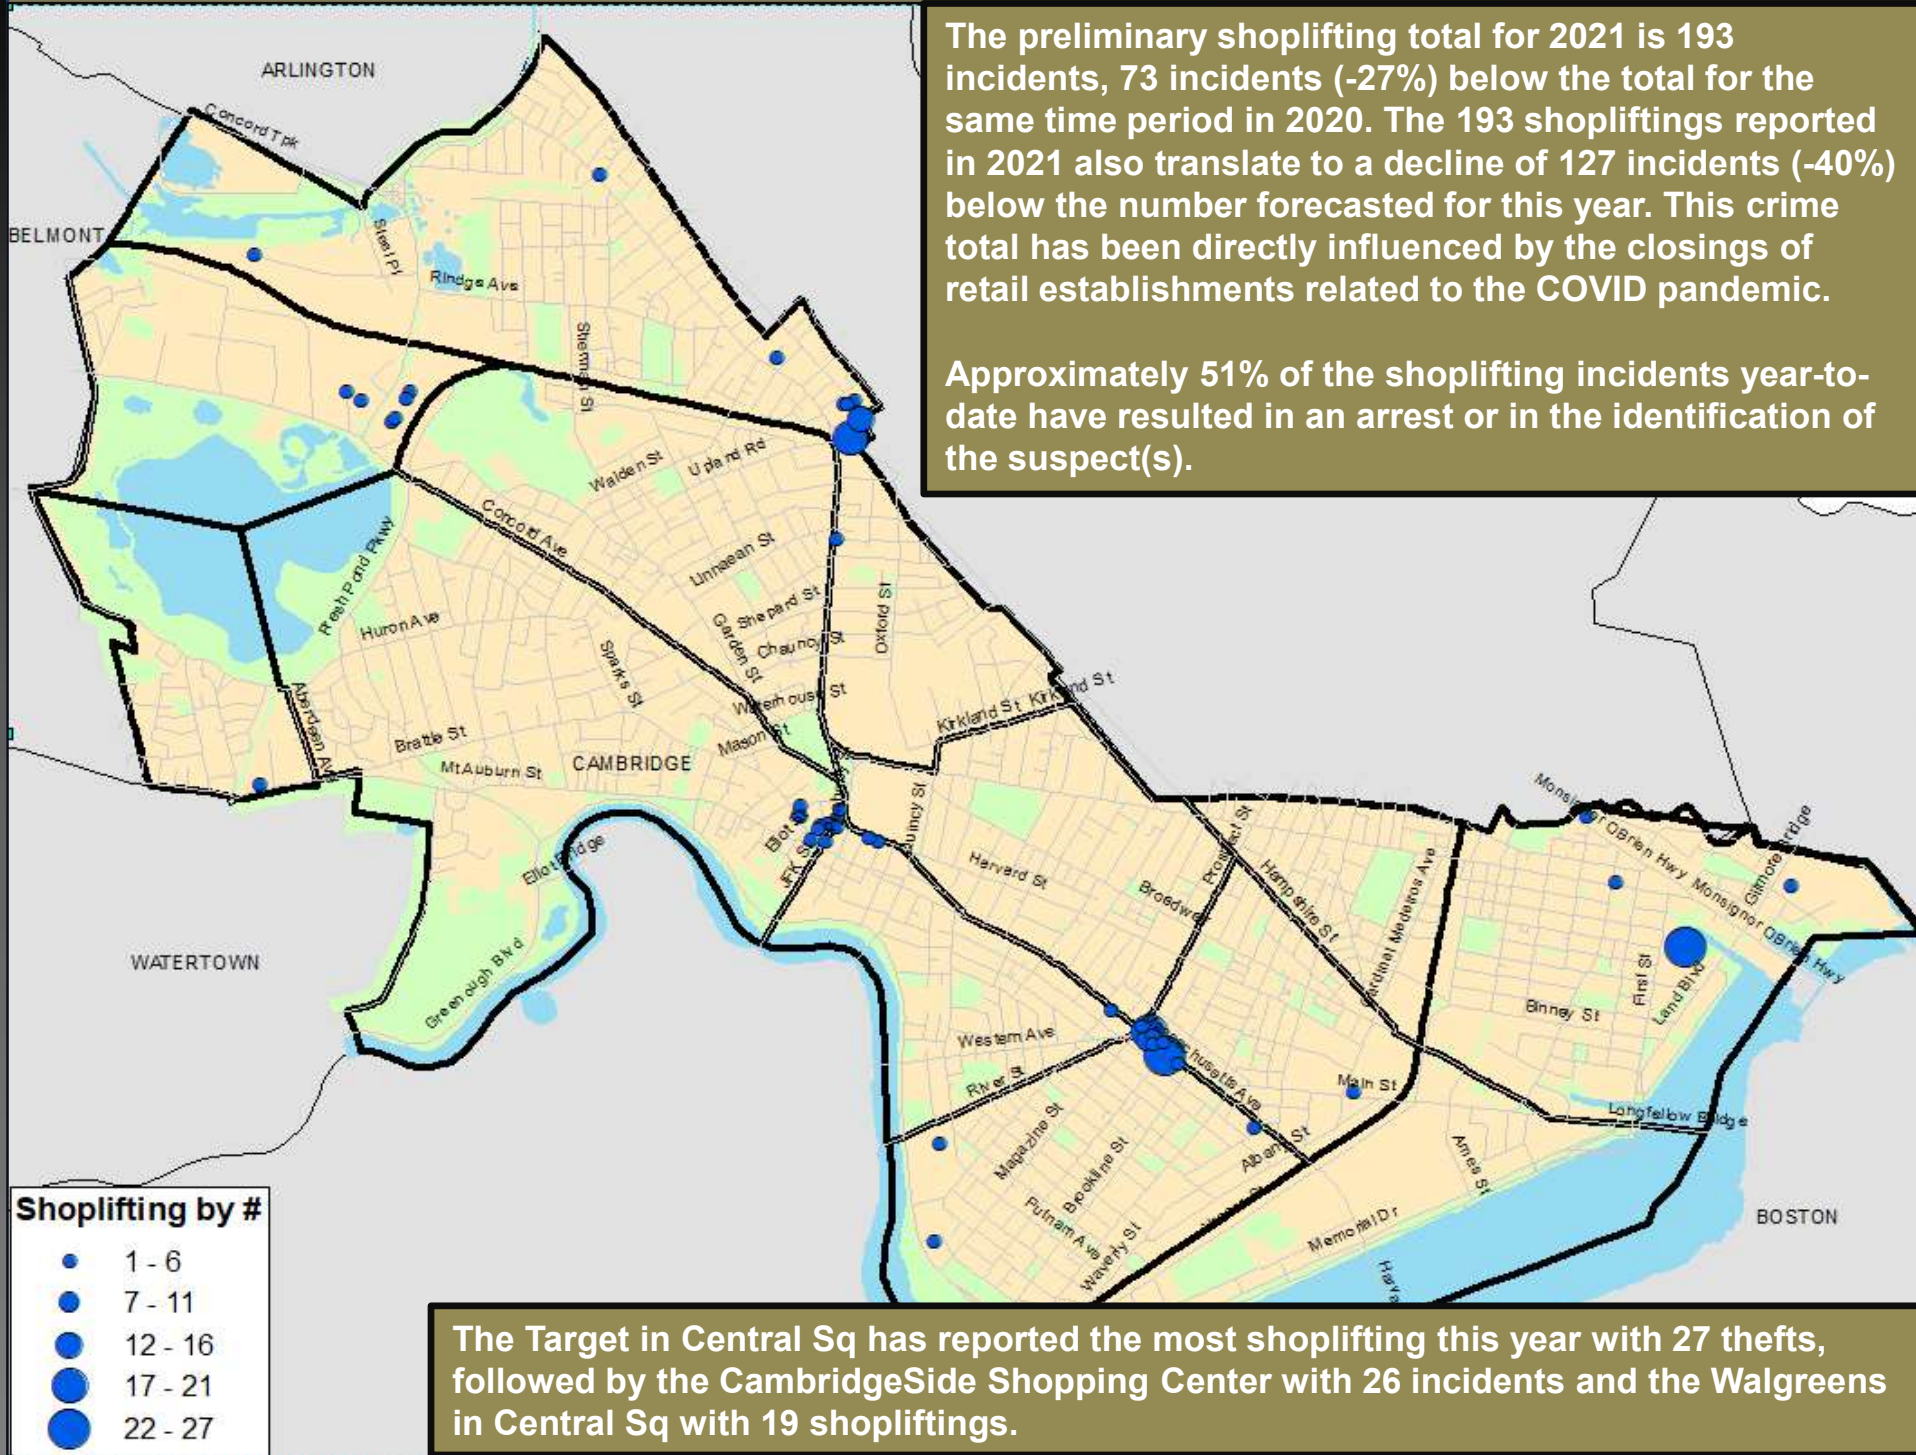 The preliminary shoplifting total for 2021 is 193
incidents, 73 incidents (-27%) below the total for the
same time period in 2020. The 193 shopliftings reported
in 2021 also translate to a decline of 127 incidents (-40%)
below the number forecasted for this year. This crime
total has been directly influenced by the closings of
retail establishments related to the COVID pandemic.
Approximately 51% of the shoplifting incidents year-to-
date have resulted in an arrest or in the identification of
the suspect(s).
ARLINGTON
Concord Tpk
BELMONT
Steel Pl
Rindge Ave
Sherman St
Walden St
Upland Rd
Concord Ave
Fresh Pond Pkwy
Linnaean St
Shepard St
Garden St
Chauncy St
Oxford St
Huron Ave
Sparks St
Waterhouse St
Kirkland St
Kirkland St
Mason St
Aberdeen Ave
Brattle St
Mt Auburn St
CAMBRIDGE
Quincy St
Eliot
JFK St
Eliot Bridge
Harvard St
Broadway
Prospect St
Hampshire St
Cardinal Medeiros Ave
Monsignor OBrien Hwy
Monsignor OBrien Hwy
Gilmore Bridge
WATERTOWN
Greenough Blvd
First St
Land Blvd
Binney St
Western Ave
River St
Massachusetts Ave
Main St
Longfellow Bridge
Magazine St
Brookline St
Albany St
Ames St
Putnam Ave
Waverly St
Memorial Dr
BOSTON
Shoplifting by #
1 - 6
7 - 11
12 - 16
17 - 21
22 - 27
The Target in Central Sq has reported the most shoplifting this year with 27 thefts,
followed by the CambridgeSide Shopping Center with 26 incidents and the Walgreens
in Central Sq with 19 shopliftings.